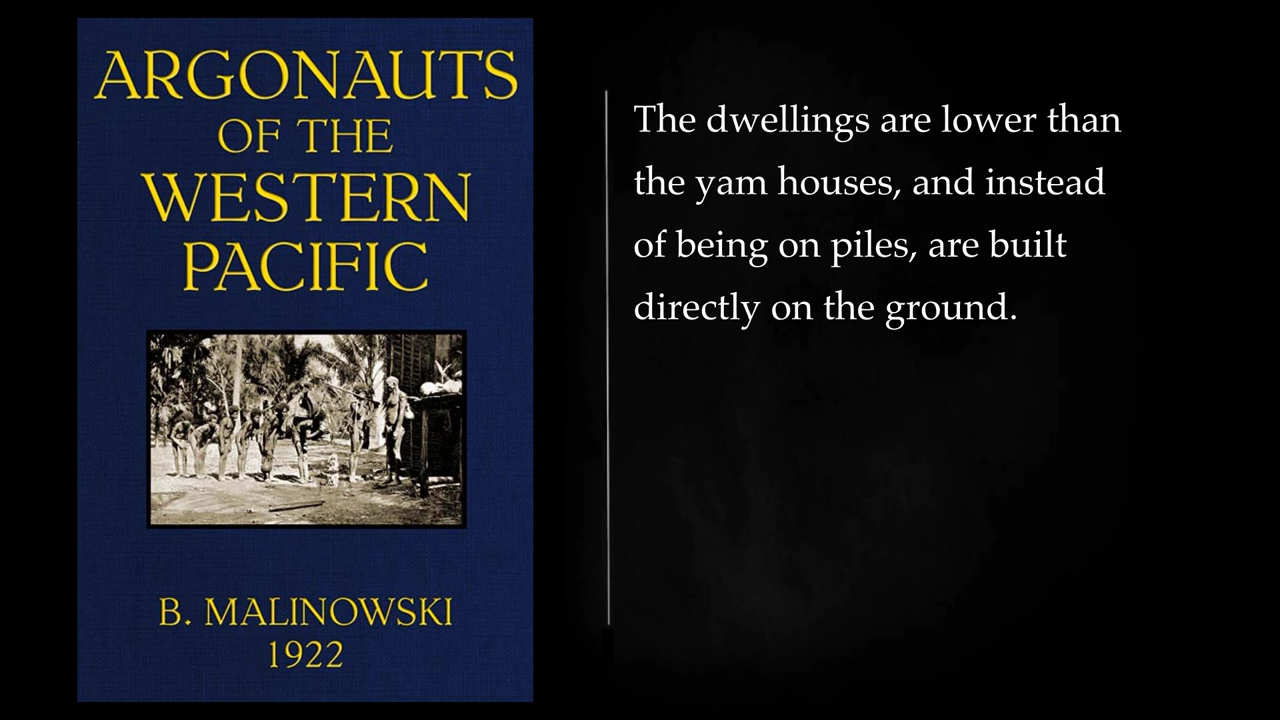 ARGONAUTS
OF THE
WESTERN
PACIFIC
B. MALINOWSKI
1922
The dwellings are lower than
the yam houses, and instead
of being on piles, are built
directly on the ground.